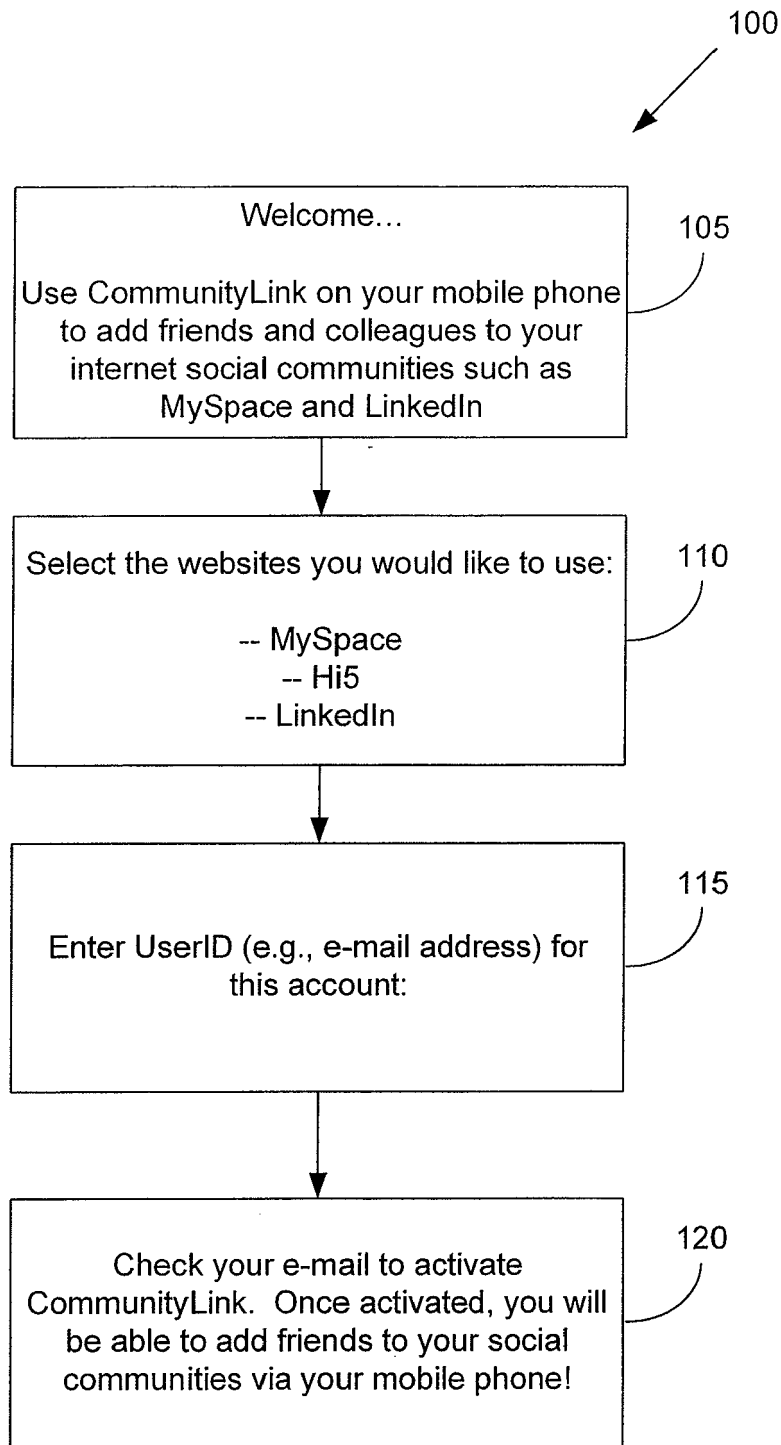 100
Welcome...
105
Use CommunityLink on your mobile phone
to add friends and colleagues to your
internet social communities such as
MySpace and LinkedIn
Select the websites you would like to use:
110
-- MySpace
-- Hi5
-- LinkedIn
115
Enter UserID (e.g., e-mail address) for
this account:
120
Check your e-mail to activate
CommunityLink.  Once activated, you will
be able to add friends to your social
communities via your mobile phone!